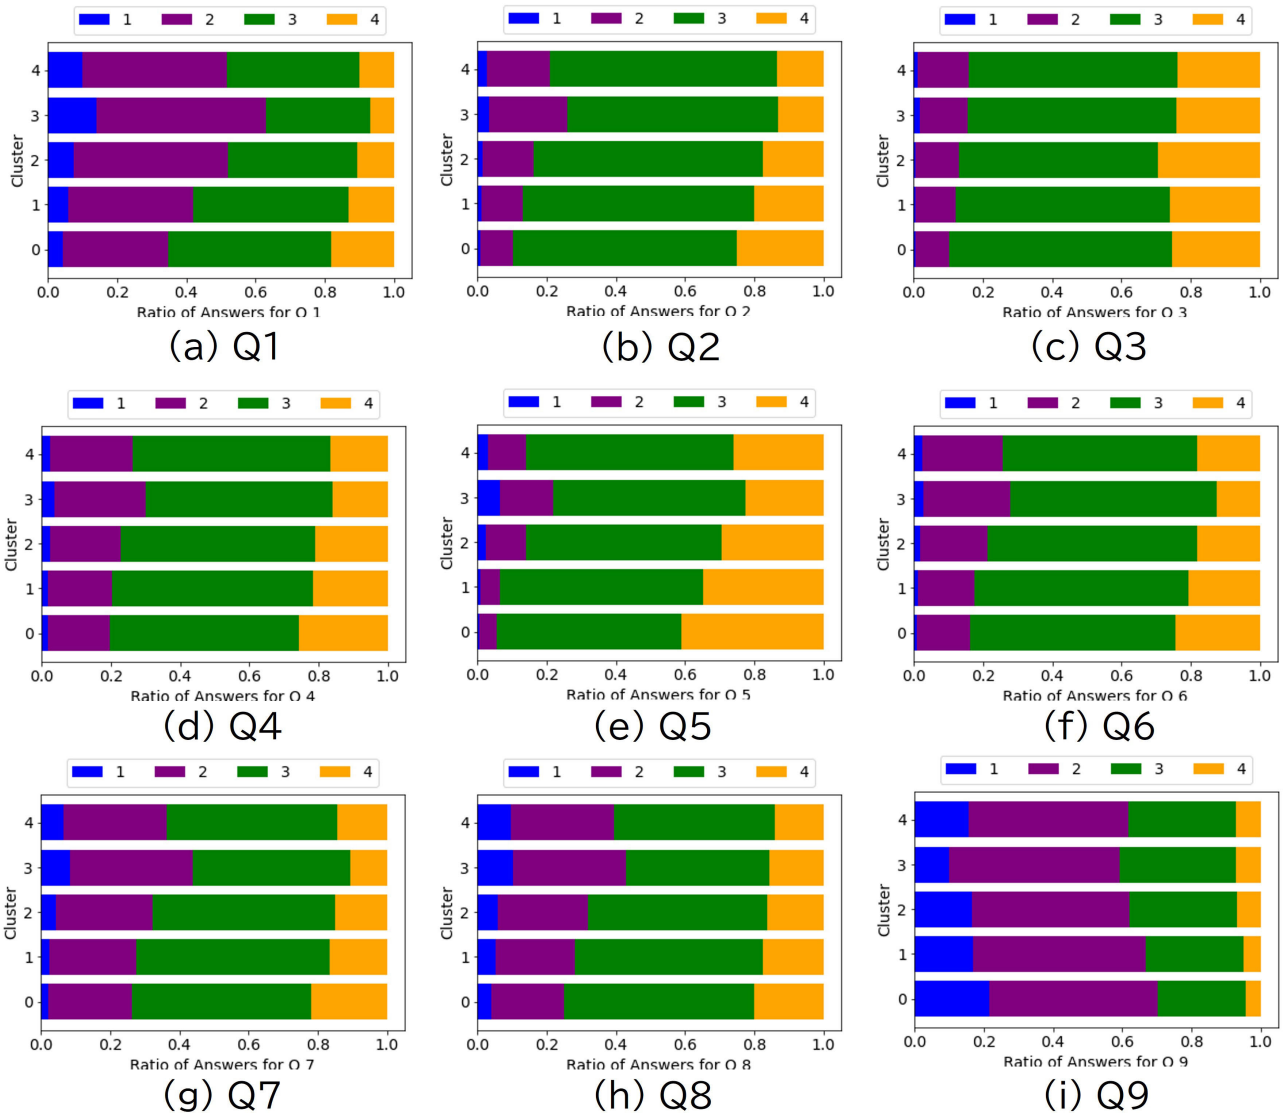 1 2 3 4
Cluster
4
3
2
1
0
0.0 0.2 0.4 0.6 0.8 1.0
Ratio of Answers for Q 1
(a) Q1
1 2 3 4
Cluster
4
3
2
1
0
0.0 0.2 0.4 0.6 0.8 1.0
Ratio of Answers for Q 2
(b) Q2
1 2 3 4
Cluster
4
3
2
1
0
0.0 0.2 0.4 0.6 0.8 1.0
Ratio of Answers for Q 3
(c) Q3
1 2 3 4
Cluster
4
3
2
1
0
0.0 0.2 0.4 0.6 0.8 1.0
Ratio of Answers for Q 4
(d) Q4
1 2 3 4
Cluster
4
3
2
1
0
0.0 0.2 0.4 0.6 0.8 1.0
Ratio of Answers for Q 5
(e) Q5
1 2 3 4
Cluster
4
3
2
1
0
0.0 0.2 0.4 0.6 0.8 1.0
Ratio of Answers for Q 6
(f) Q6
1 2 3 4
Cluster
4
3
2
1
0
0.0 0.2 0.4 0.6 0.8 1.0
Ratio of Answers for Q 7
(g) Q7
1 2 3 4
Cluster
4
3
2
1
0
0.0 0.2 0.4 0.6 0.8 1.0
Ratio of Answers for Q 8
(h) Q8
1 2 3 4
Cluster
4
3
2
1
0
0.0 0.2 0.4 0.6 0.8 1.0
Ratio of Answers for Q 9
(i) Q9